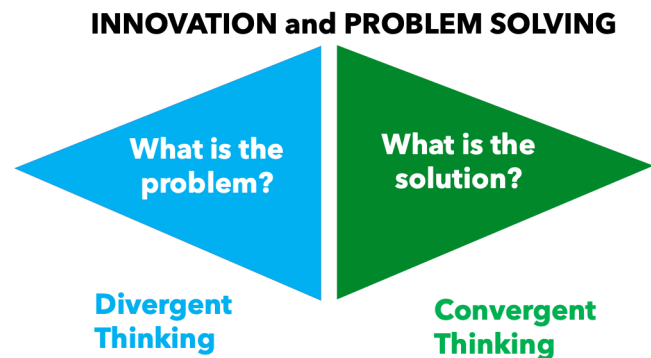 INNOVATION and PROBLEM SOLVING
What is the
problem?
What is the
solution?
Divergent
Thinking
Convergent
Thinking